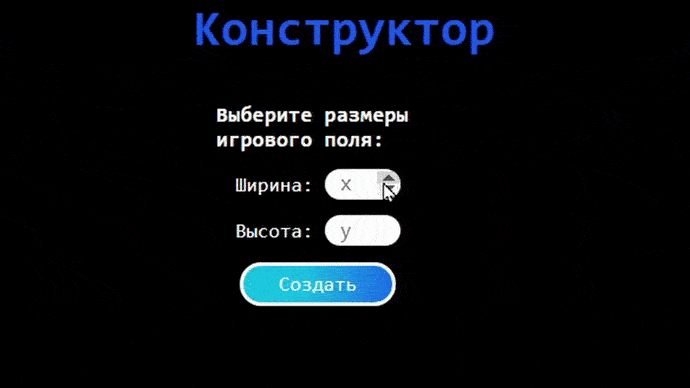 Конструктор
Выберите размеры
игрового поля:
Ширина: x
Высота: y
Создать